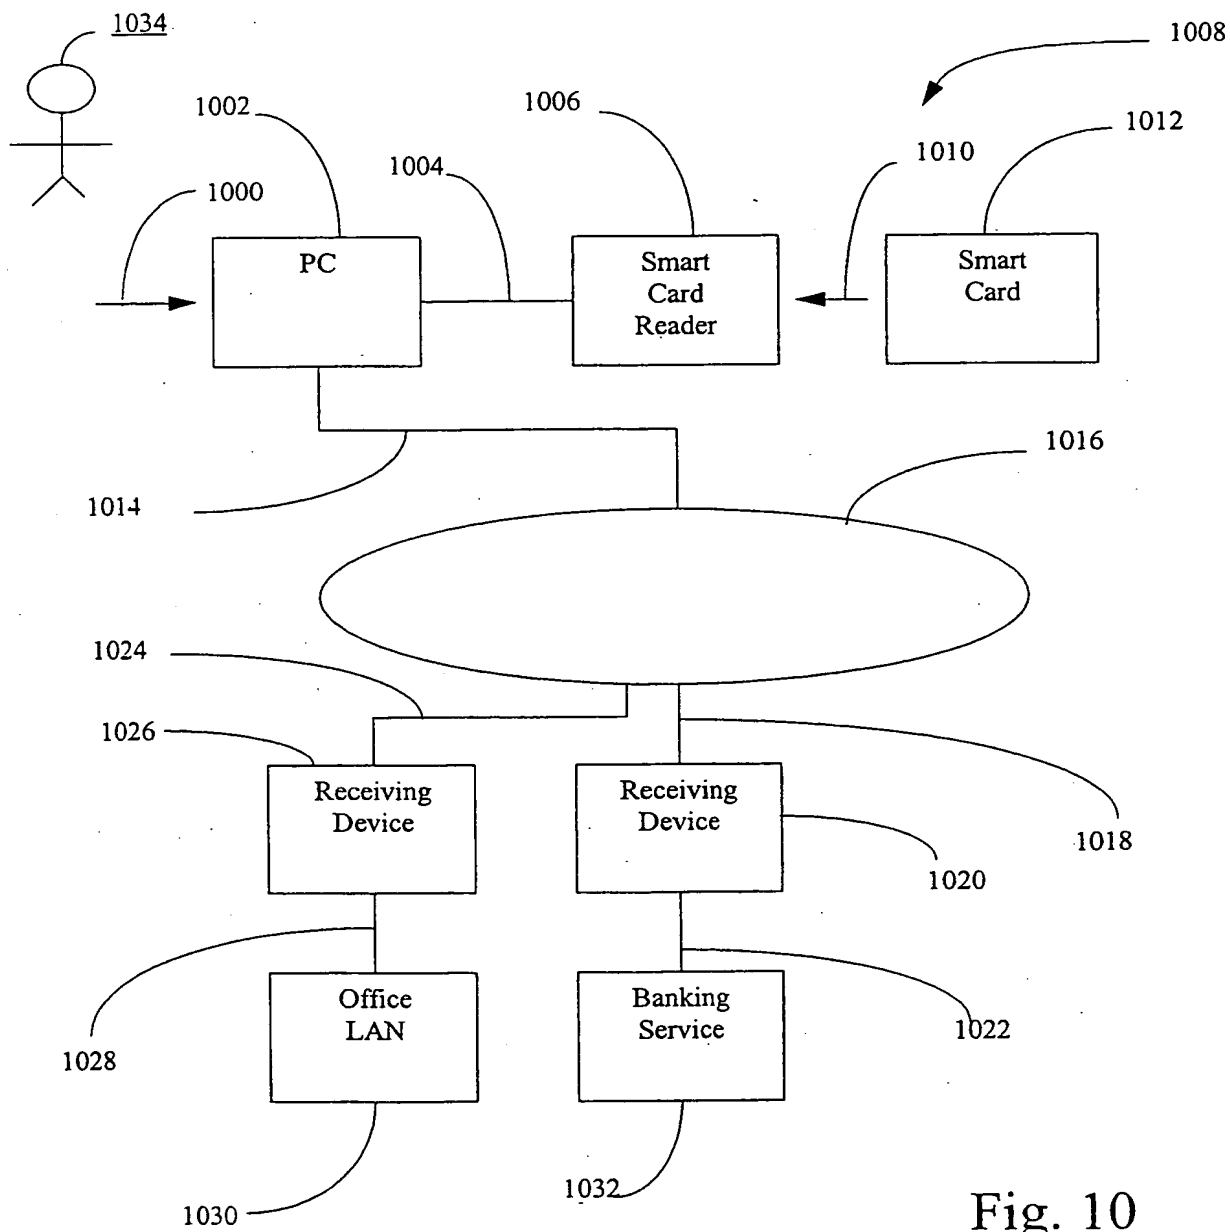 1034
1008
1002
1006
1012
1004
1010
1000
PC
Smart
Card
Reader
Smart
Card
1016
1014
1024
1026
Receiving
Device
Receiving
Device
1018
1020
Office
LAN
Banking
Service
1028
1022
1032
1030
Fig. 10